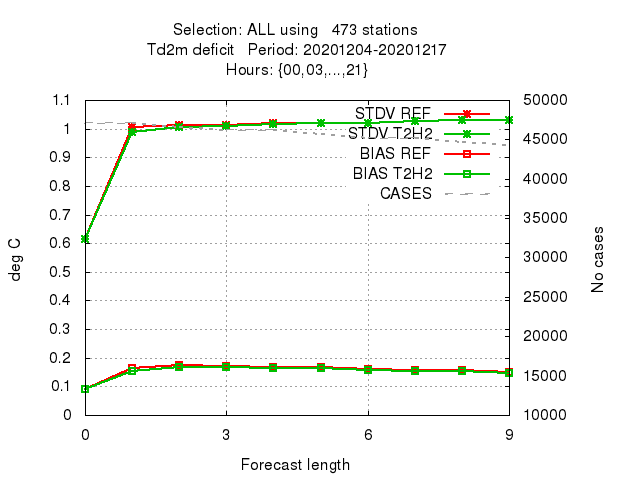 Selection: ALL using   473 stations
Td2m deficit   Period: 20201204-20201217
Hours: {00,03,...,21}
1.1
1
0.9
0.8
0.7
0.6
0.5
0.4
0.3
0.2
0.1
0
deg C
STDV REF
STDV T2H2
BIAS REF
BIAS T2H2
CASES
50000
45000
40000
35000
30000
25000
20000
15000
10000
No cases
0 3 6 9
Forecast length